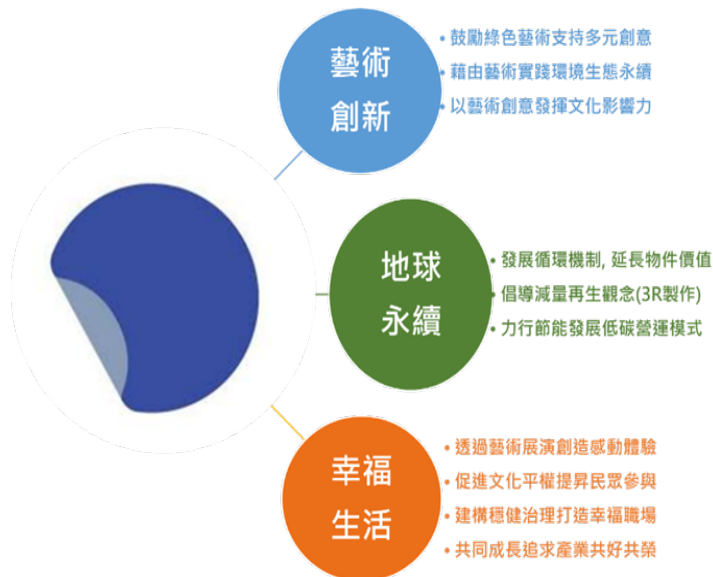 藝術
創新
• 鼓勵綠色藝術支持多元創意
• 藉由藝術實踐環境生態永續
• 以藝術創意發揮文化影響力
地球
永續
• 發展循環機制, 延長物件價值
• 倡導減量再生觀念(3R製作)
• 力行節能發展低碳營運模式
幸福
生活
• 透過藝術展演創造感動體驗
• 促進文化平權提昇民眾參與
• 建構穩健治理打造幸福職場
• 共同成長追求產業共好共榮